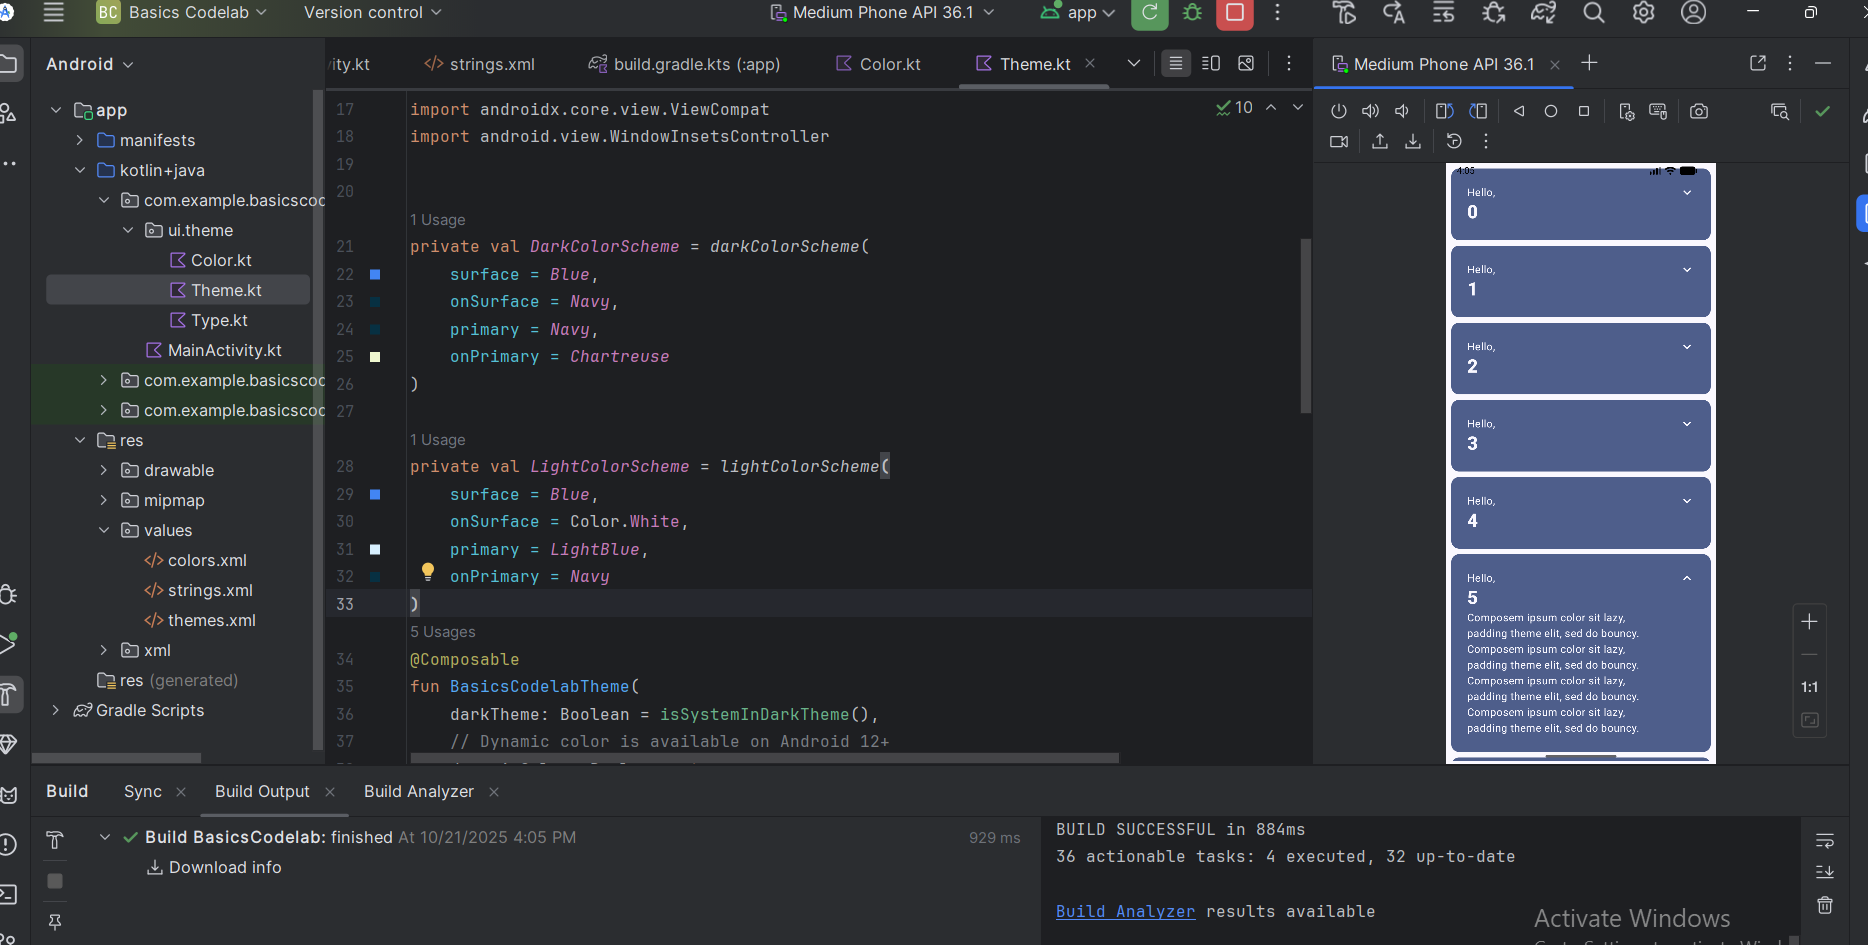 BC Basics Codelab Version control Medium Phone API 36.1 app
Android
app
manifests
kotlin+java
com.example.basicscod
ui.theme
Color.kt
Theme.kt
Type.kt
MainActivity.kt
com.example.basicscod
com.example.basicscod
res
drawable
mipmap
values
colors.xml
strings.xml
themes.xml
xml
res (generated)
Gradle Scripts
ity.kt </> strings.xml build.gradle.kts (:app) Color.kt Theme.kt
10
17 import androidx.core.view.ViewCompat
18 import android.view.WindowInsetsController
19
20
1 Usage
21 private val DarkColorScheme = darkColorScheme(
22 surface = Blue,
23 onSurface = Navy,
24 primary = Navy,
25 onPrimary = Chartreuse
26 )
27
1 Usage
28 private val LightColorScheme = lightColorScheme(
29 surface = Blue,
30 onSurface = Color.White,
31 primary = LightBlue,
32 onPrimary = Navy
33 )
5 Usages
34 @Composable
35 fun BasicsCodelabTheme(
36 darkTheme: Boolean = isSystemInDarkTheme(),
37 // Dynamic color is available on Android 12+
Medium Phone API 36.1
4:05
Hello,
0
Hello,
1
Hello,
2
Hello,
3
Hello,
4
Hello,
5
Composem ipsum color sit lazy,
padding theme elit, sed do bouncy.
Composem ipsum color sit lazy,
padding theme elit, sed do bouncy.
Composem ipsum color sit lazy,
padding theme elit, sed do bouncy.
Composem ipsum color sit lazy,
padding theme elit, sed do bouncy.
1:1
Build Sync Build Output Build Analyzer
Build BasicsCodelab: finished At 10/21/2025 4:05 PM 929 ms
Download info
BUILD SUCCESSFUL in 884ms
36 actionable tasks: 4 executed, 32 up-to-date
Build Analyzer results available
Activate Windows